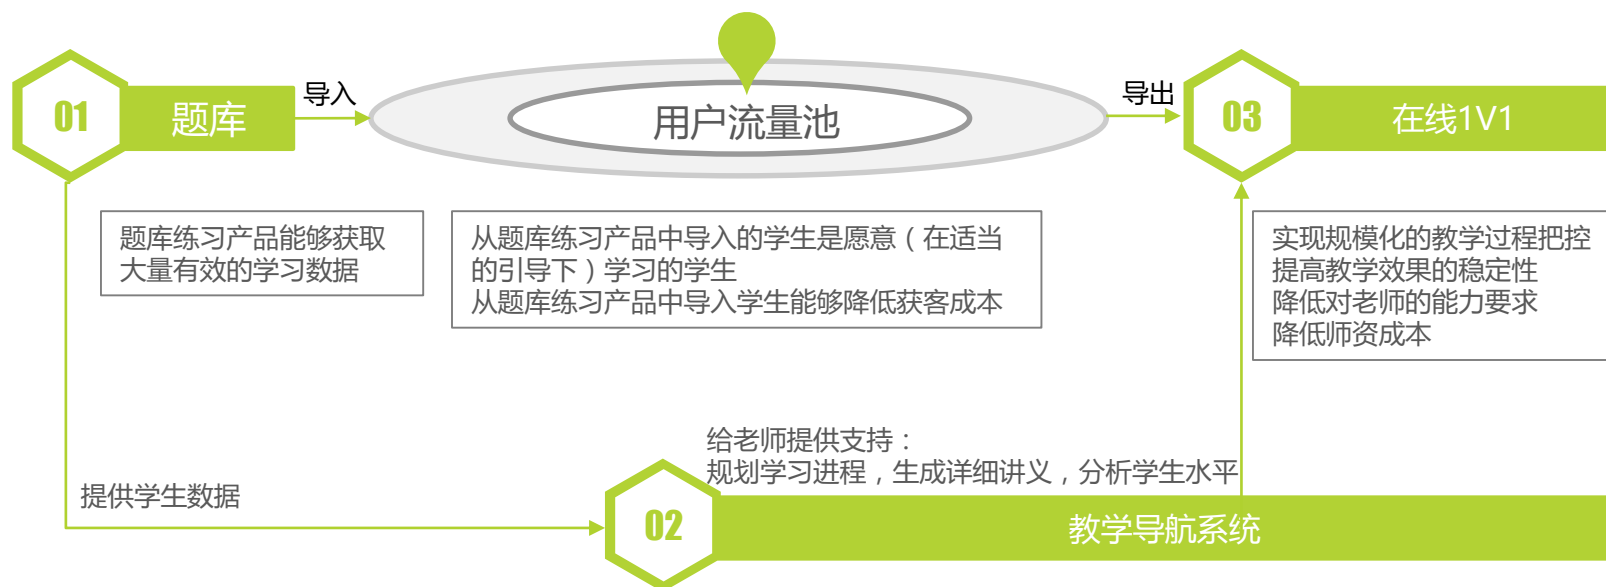 01
题库
导入
用户流量池
导出
03
在线1V1
题库练习产品能够获取
大量有效的学习数据
从题库练习产品中导入的学生是愿意（在适当
的引导下）学习的学生
从题库练习产品中导入学生能够降低获客成本
实现规模化的教学过程把控
提高教学效果的稳定性
降低对老师的能力要求
降低师资成本
给老师提供支持：
规划学习进程，生成详细讲义，分析学生水平
提供学生数据
02
教学导航系统